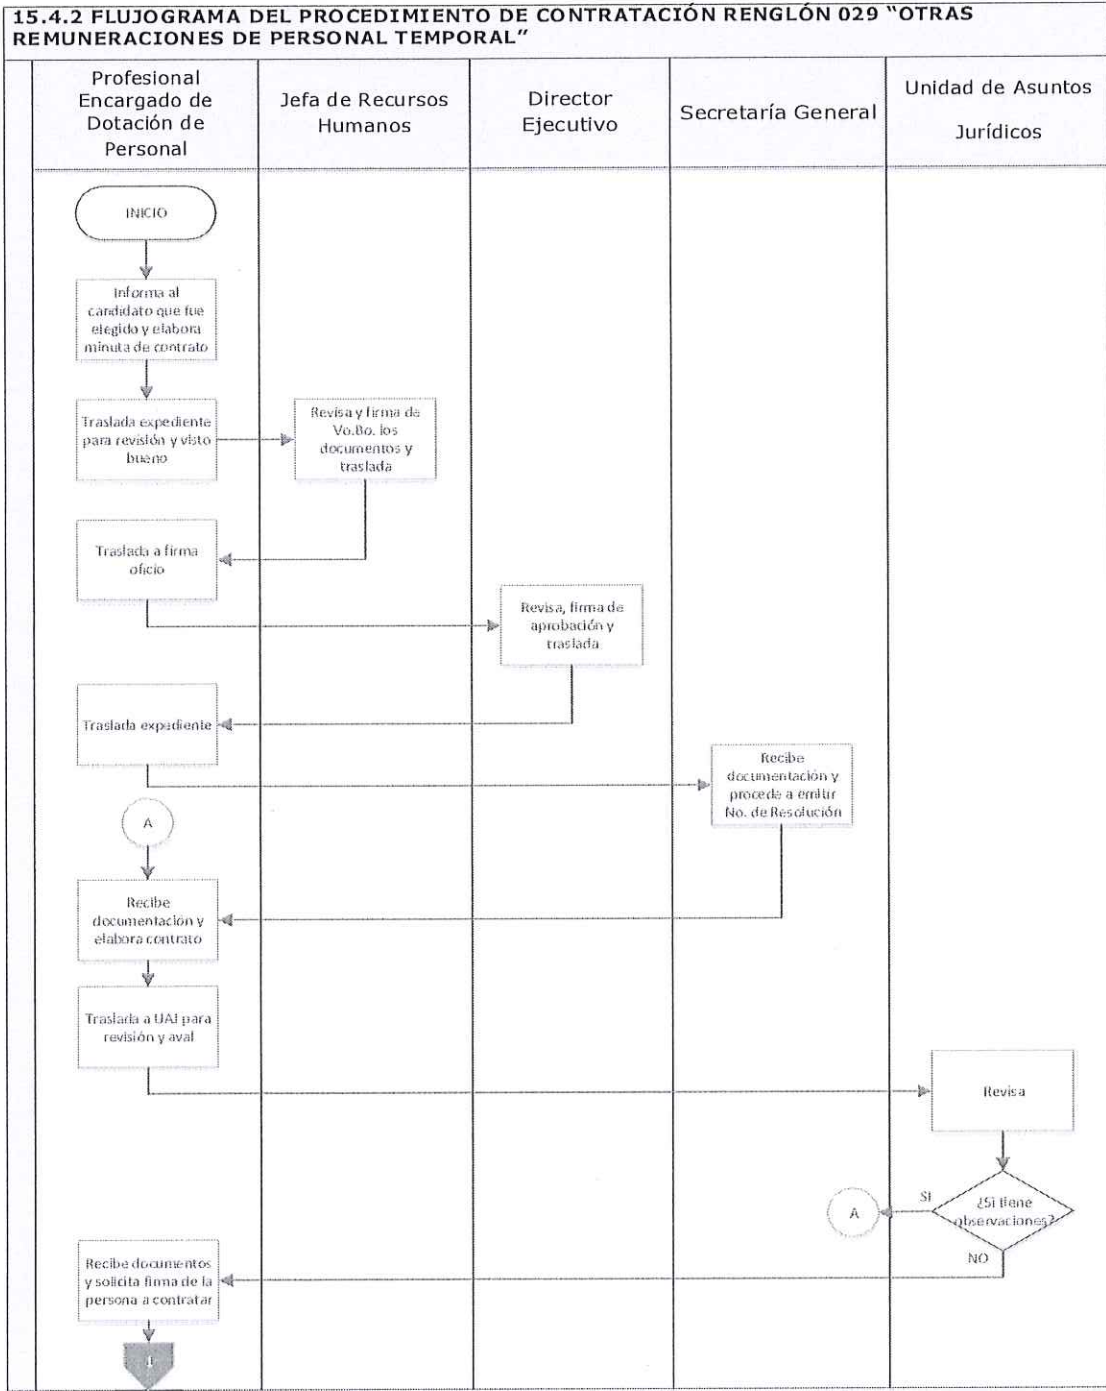 15.4.2 FLUJOGRAMA DEL PROCEDIMIENTO DE CONTRATACIÓN RENGLÓN 029 “OTRAS
REMUNERACIONES DE PERSONAL TEMPORAL”
Profesional
Encargado de
Dotación de
Personal
Jefa de Recursos
Humanos
Director
Ejecutivo
Secretaría General
Unidad de Asuntos
Jurídicos
INICIO
Informa al
candidato que fue
elegido y elabora
minuta de contrato
Traslada expediente
para revisión y visto
bueno
Revisa y firma de
Vo.Bo. los
documentos y
traslada
Traslada a firma
oficio
Revisa, firma de
aprobación y
traslada
Traslada expediente
Recibe
documentación y
procede a emitir
No. de Resolución
A
Recibe
documentación y
elabora contrato
Traslada a UAJ para
revisión y aval
Revisa
¿Si tiene
observaciones?
SI
A
NO
Recibe documentos
y solicita firma de la
persona a contratar
1